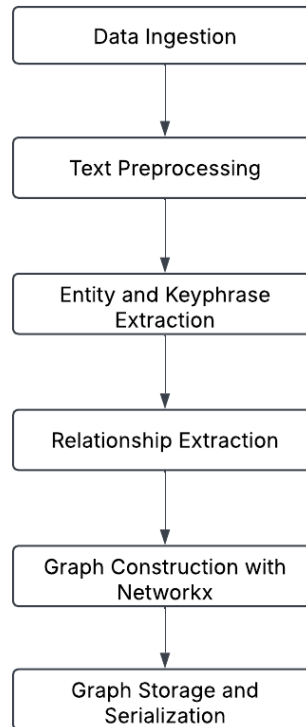 Data Ingestion
Text Preprocessing
Entity and Keyphrase
Extraction
Relationship Extraction
Graph Construction with
Networkx
Graph Storage and
Serialization